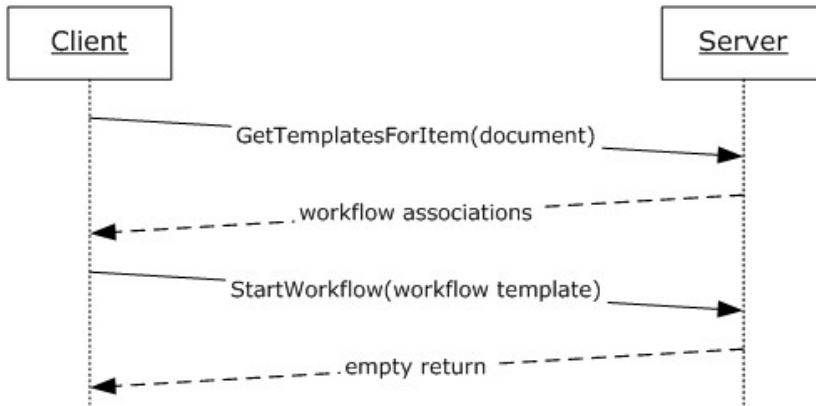 Client
Server
GetTemplatesForItem(document)
workflow associations
StartWorkflow(workflow template)
empty return